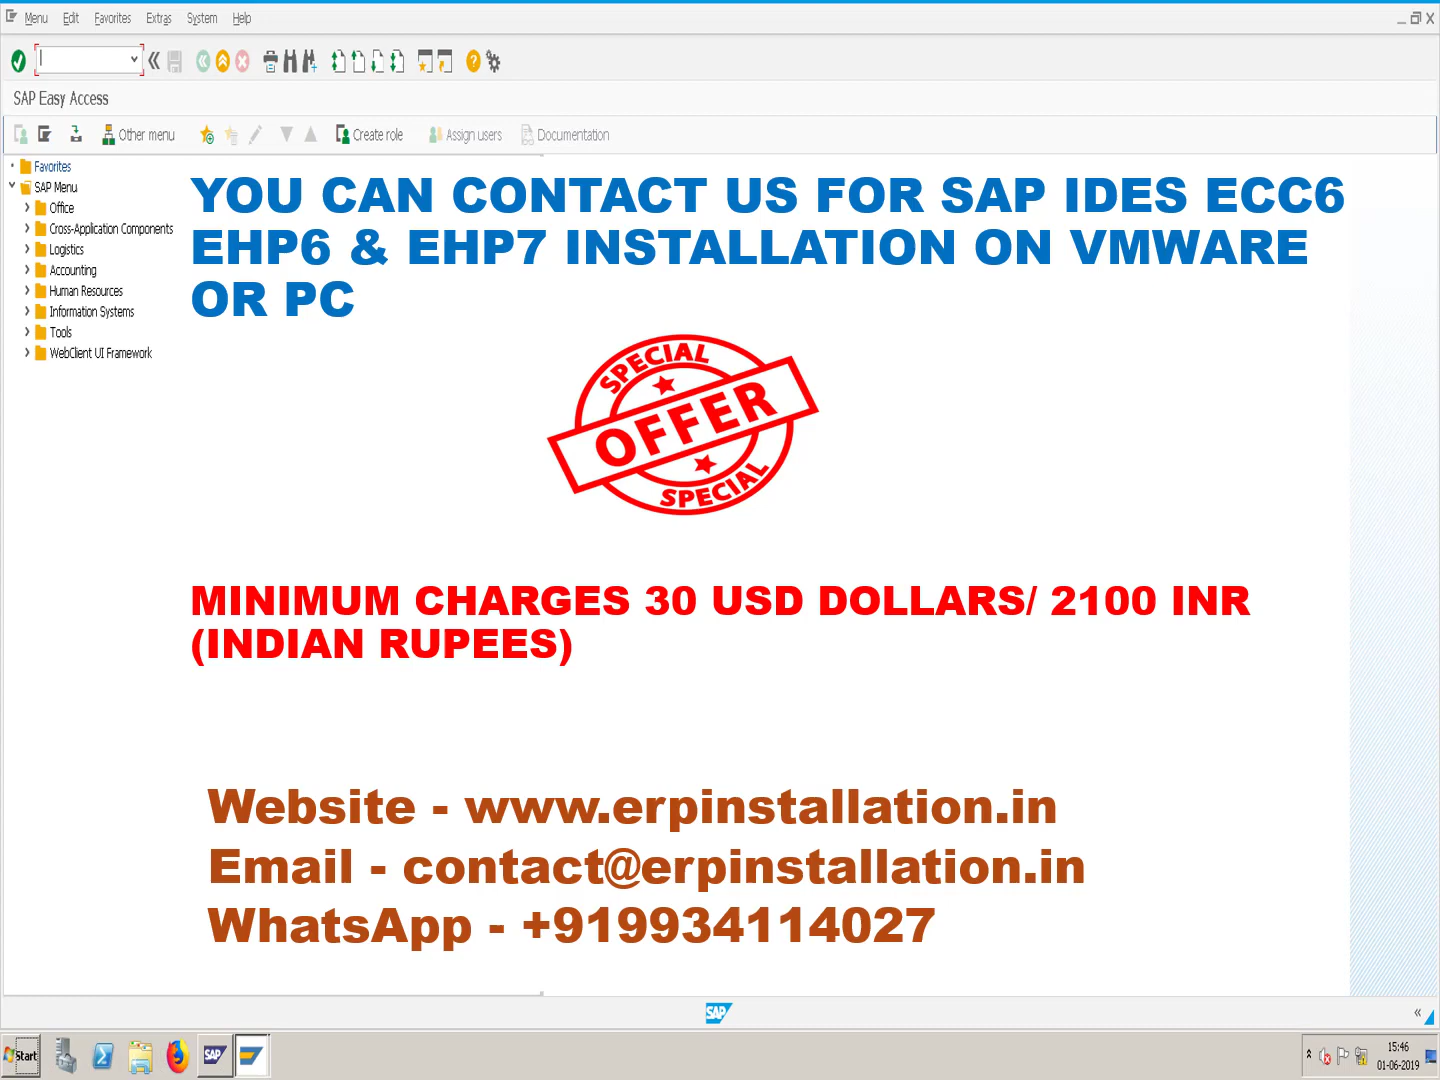 Menu Edit Favorites Extras System Help
SAP Easy Access
Other menu Create role Assign users Documentation
Favorites
SAP Menu
Office
Cross-Application Components
Logistics
Accounting
Human Resources
Information Systems
Tools
WebClient UI Framework
YOU CAN CONTACT US FOR SAP IDES ECC6
EHP6 & EHP7 INSTALLATION ON VMWARE
OR PC
SPECIAL
OFFER
SPECIAL
MINIMUM CHARGES 30 USD DOLLARS/ 2100 INR
(INDIAN RUPEES)
Website - www.erpinstallation.in
Email - contact@erpinstallation.in
WhatsApp - +919934114027
SAP
Start SAP
15:46
01-06-2019